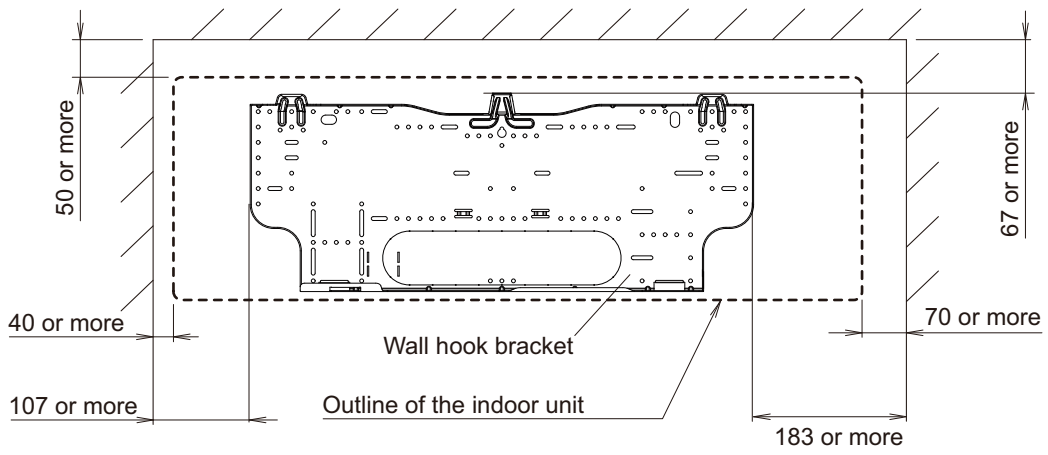 50 or more
67 or more
40 or more
70 or more
Wall hook bracket
107 or more
Outline of the indoor unit
183 or more